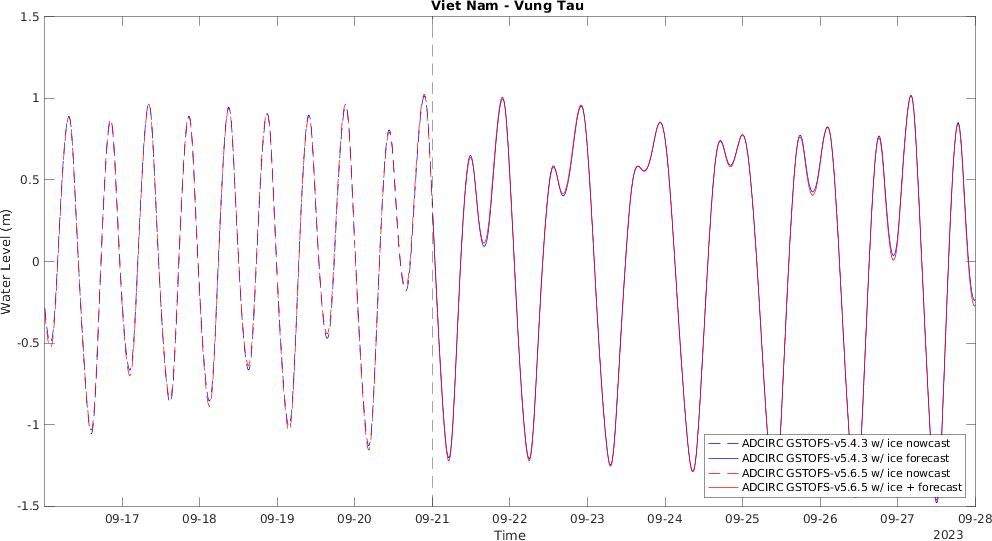 Viet Nam - Vung Tau
1.5
1
0.5
0
-0.5
-1
-1.5
Water Level (m)
ADCIRC GSTOFS-v5.4.3 w/ ice nowcast
ADCIRC GSTOFS-v5.4.3 w/ ice forecast
ADCIRC GSTOFS-v5.6.5 w/ ice nowcast
ADCIRC GSTOFS-v5.6.5 w/ ice + forecast
09-17 09-18 09-19 09-20 09-21 09-22 09-23 09-24 09-25 09-26 09-27 09-28
Time
2023